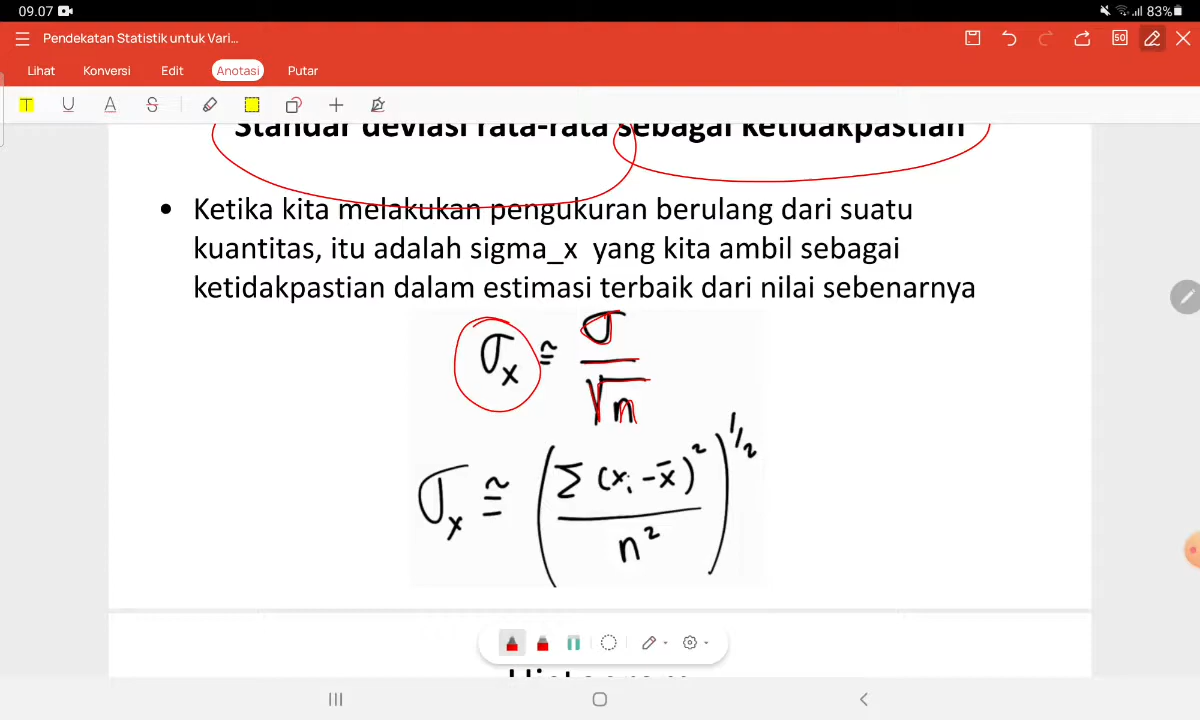 09.07
83%
Pendekatan Statistik untuk Vari...
50
Lihat Konversi Edit Anotasi Putar
T U A S
Standar deviasi rata-rata sebagai ketidakpastian
• Ketika kita melakukan pengukuran berulang dari suatu
kuantitas, itu adalah sigma_x yang kita ambil sebagai
ketidakpastian dalam estimasi terbaik dari nilai sebenarnya
σx ≅ σ/√n
σx ≅ (Σ(xi - x̄)²/n²)^1/2
Histogram